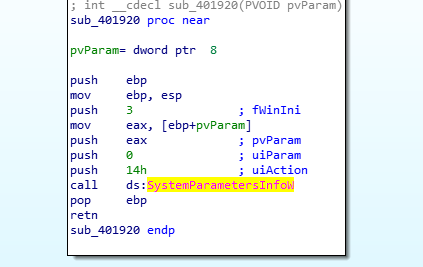 ; int __cdecl sub_401920(PVOID pvParam)
sub_401920 proc near
pvParam= dword ptr  8
push    ebp
mov     ebp, esp
push    3               ; fWinIni
mov     eax, [ebp+pvParam]
push    eax             ; pvParam
push    0               ; uiParam
push    14h             ; uiAction
call    ds:SystemParametersInfoW
pop     ebp
retn
sub_401920 endp